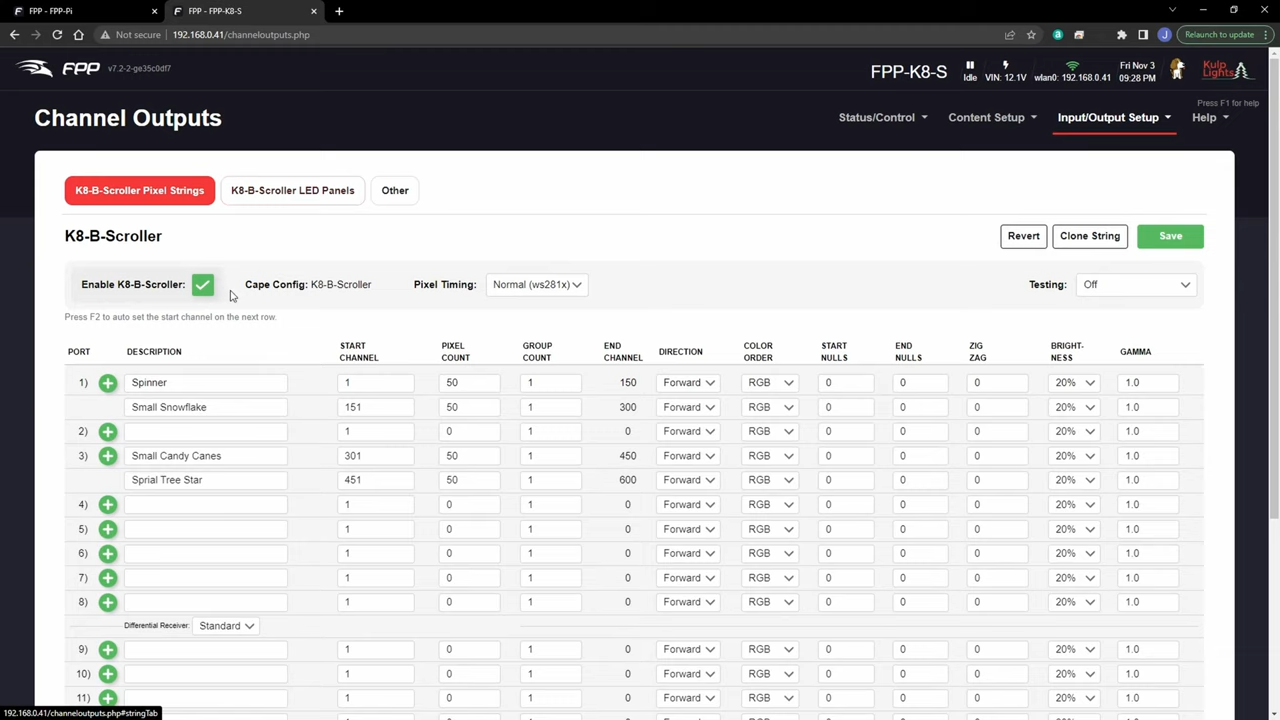 FPP - FPP-Pi
FPP - FPP-K8-S
Not secure 192.168.0.41/channeloutputs.php
Relaunch to update
FPP v7.2-2-ge35c0df7
FPP-K8-S
Idle VIN: 12.1V wlan0: 192.168.0.41 Fri Nov 3 09:28 PM Kulp Lights
Press F1 for help
Channel Outputs
Status/Control Content Setup Input/Output Setup Help
K8-B-Scroller Pixel Strings K8-B-Scroller LED Panels Other
K8-B-Scroller
Revert Clone String Save
Enable K8-B-Scroller: Cape Config: K8-B-Scroller Pixel Timing: Normal (ws281x) Testing: Off
Press F2 to auto set the start channel on the next row.
PORT DESCRIPTION START CHANNEL PIXEL COUNT GROUP COUNT END CHANNEL DIRECTION COLOR ORDER START NULLS END NULLS ZIG ZAG BRIGHT-NESS GAMMA
1) Spinner 1 50 1 150 Forward RGB 0 0 0 20% 1.0
Small Snowflake 151 50 1 300 Forward RGB 0 0 0 20% 1.0
2) 1 0 1 0 Forward RGB 0 0 0 20% 1.0
3) Small Candy Canes 301 50 1 450 Forward RGB 0 0 0 20% 1.0
Sprial Tree Star 451 50 1 600 Forward RGB 0 0 0 20% 1.0
4) 1 0 1 0 Forward RGB 0 0 0 20% 1.0
5) 1 0 1 0 Forward RGB 0 0 0 20% 1.0
6) 1 0 1 0 Forward RGB 0 0 0 20% 1.0
7) 1 0 1 0 Forward RGB 0 0 0 20% 1.0
8) 1 0 1 0 Forward RGB 0 0 0 20% 1.0
Differential Receiver: Standard
9) 1 0 1 0 Forward RGB 0 0 0 20% 1.0
10) 1 0 1 0 Forward RGB 0 0 0 20% 1.0
11) 1 0 1 0 Forward RGB 0 0 0 20% 1.0
192.168.0.41/channeloutputs.php#stringTab